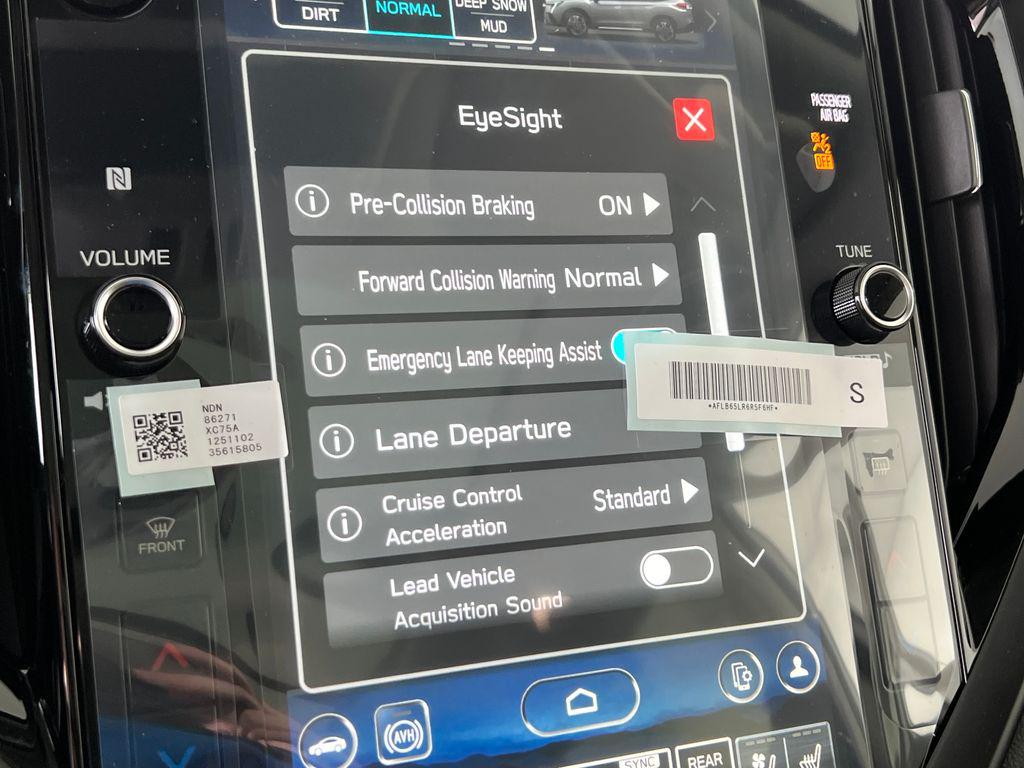 DIRT
NORMAL
DEEP SNOW
MUD
EyeSight
PASSENGER
AIR BAG
OFF
Pre-Collision Braking ON
VOLUME
TUNE
Forward Collision Warning Normal
Emergency Lane Keeping Assist
*AFLB65LR6RSF6HF*
S
NDN
86271
XC75A
1251102
35615805
Lane Departure
Cruise Control
Acceleration
Standard
FRONT
Lead Vehicle
Acquisition Sound
AVH
SYNC
REAR